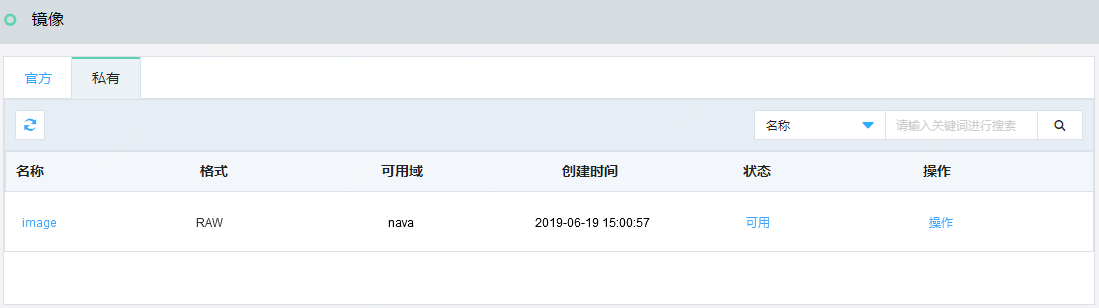 镜像
官方 私有
名称 请输入关键词进行搜索
名称 格式 可用域 创建时间 状态 操作
image RAW nava 2019-06-19 15:00:57 可用 操作